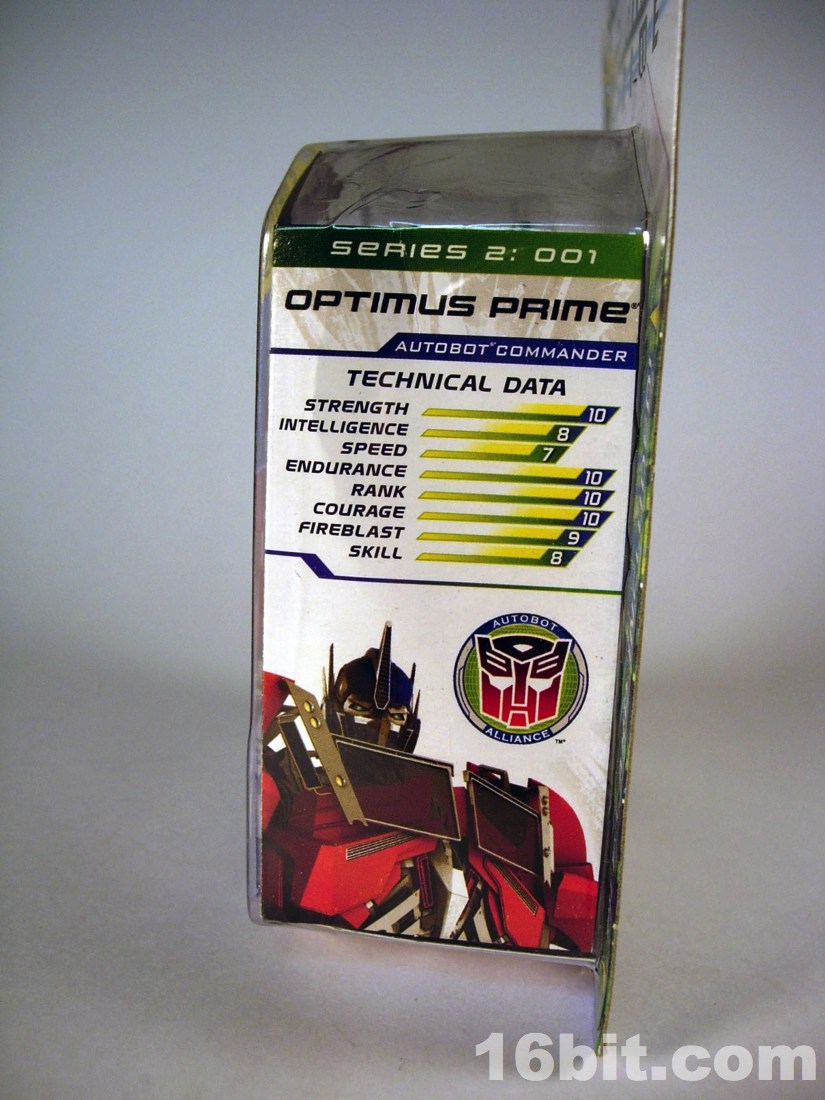 SERIES 2: 001
OPTIMUS PRIME®
AUTOBOT® COMMANDER
TECHNICAL DATA
STRENGTH 10
INTELLIGENCE 8
SPEED 7
ENDURANCE 10
RANK 10
COURAGE 10
FIREBLAST 9
SKILL 8
AUTOBOT
ALLIANCE ™
16bit.com